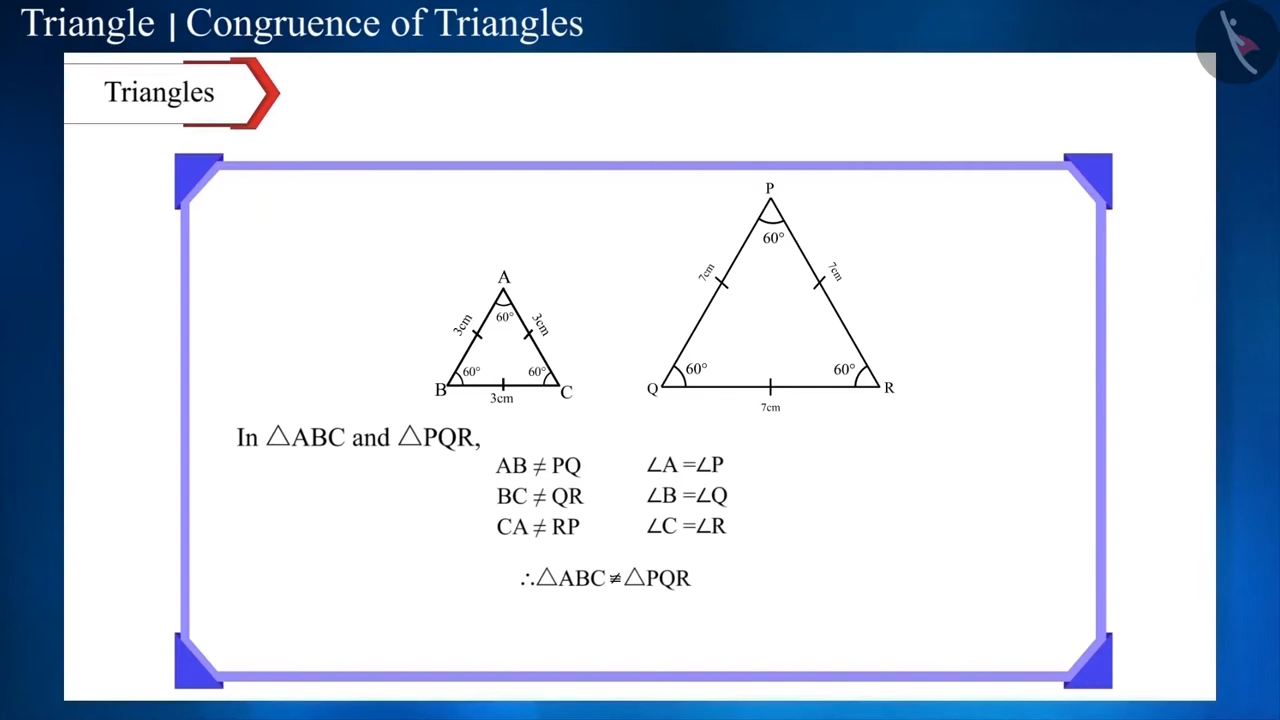 Triangle | Congruence of Triangles
Triangles
P
60°
7cm
7cm
A
60°
3cm
3cm
60°
60°
60°
60°
B
C
3cm
Q
R
7cm
In △ABC and △PQR,
AB ≠ PQ ∠A =∠P
BC ≠ QR ∠B =∠Q
CA ≠ RP ∠C =∠R
∴△ABC ≇ △PQR